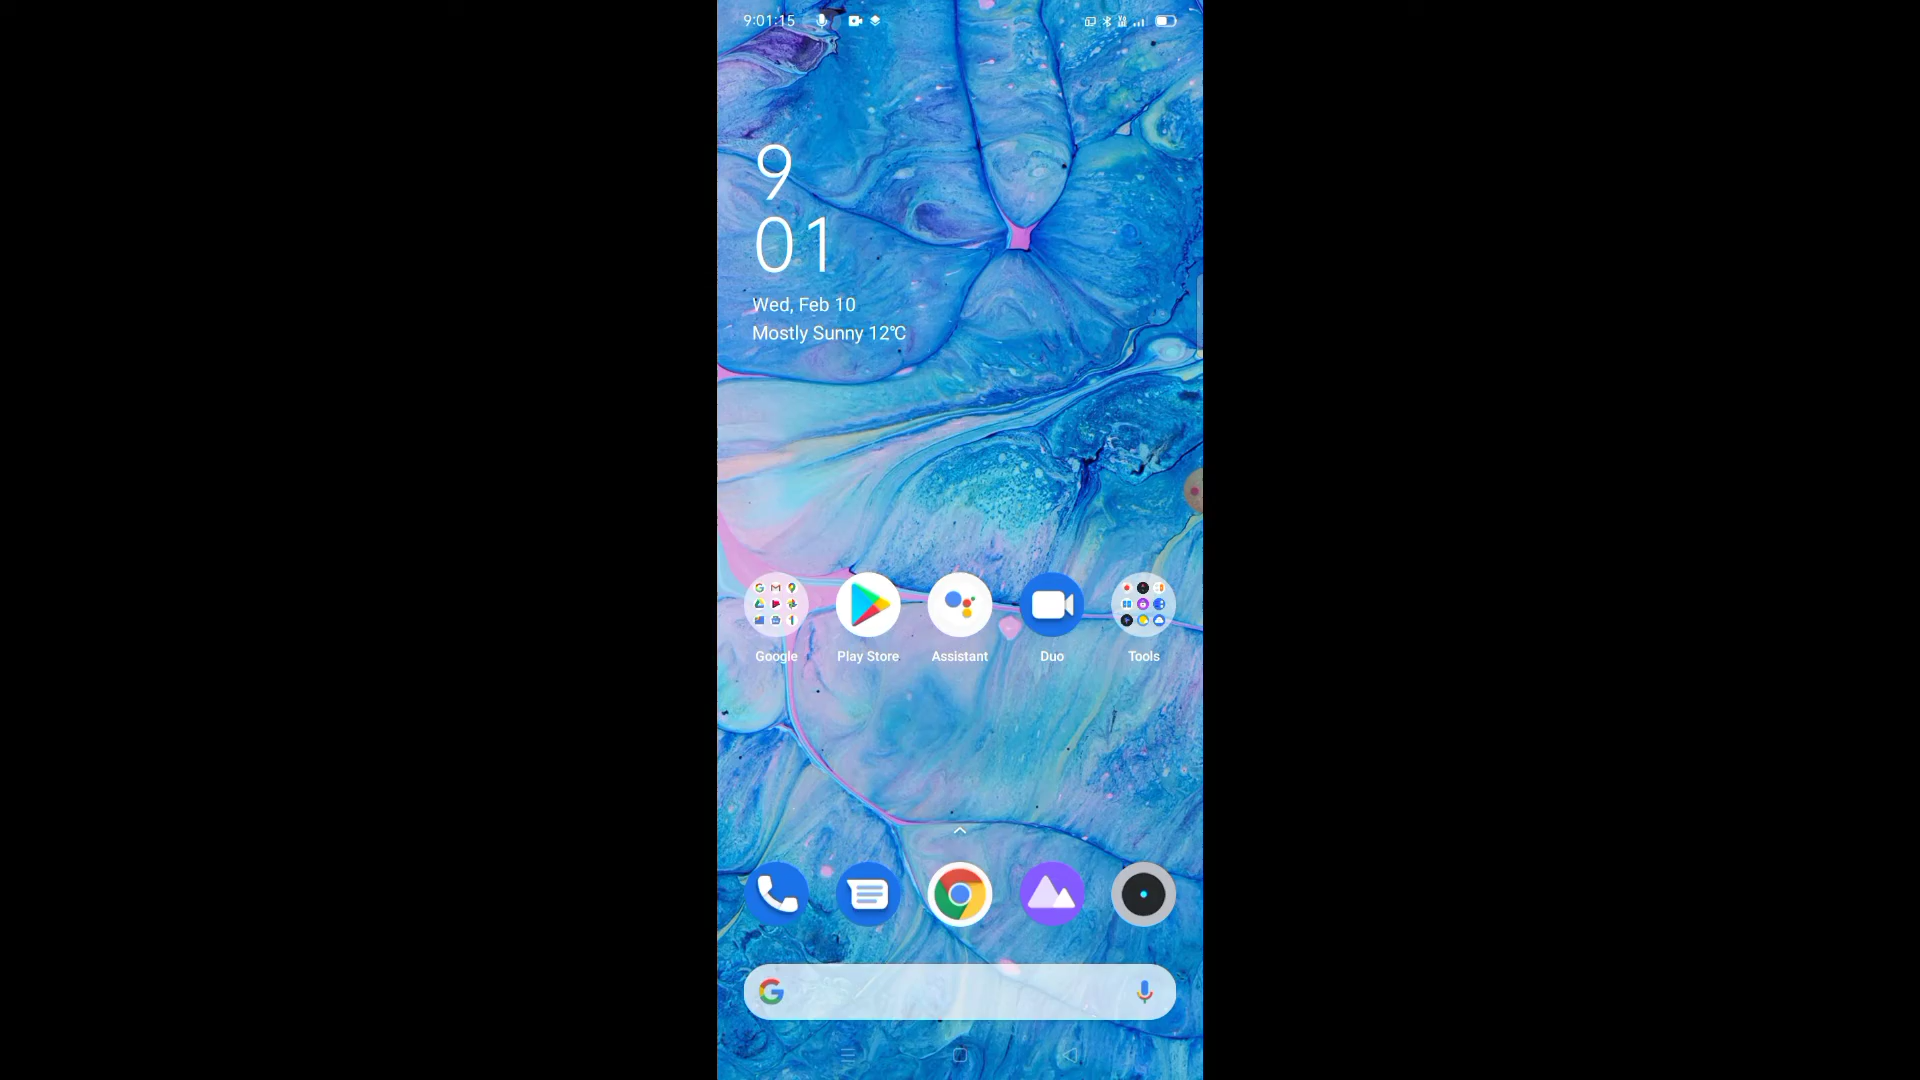 9:01:15
9
01
Wed, Feb 10
Mostly Sunny 12℃
Google
Play Store
Assistant
Duo
Tools